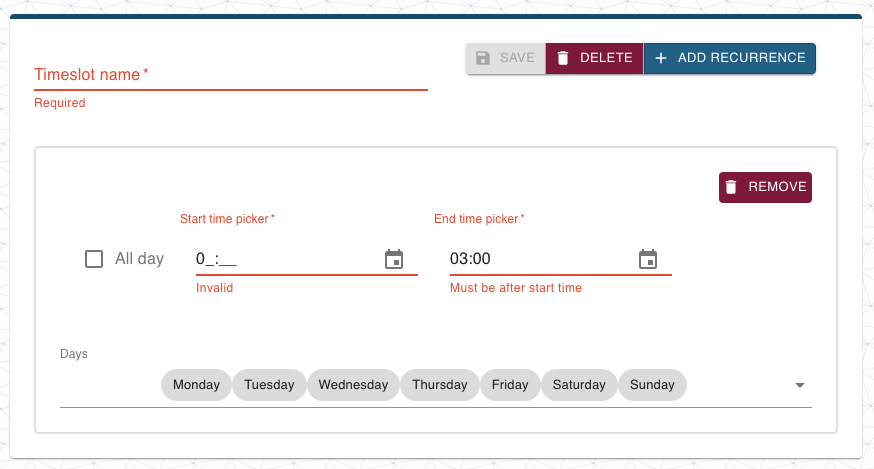 SAVE DELETE + ADD RECURRENCE
Timeslot name *
Required
REMOVE
Start time picker * End time picker *
All day 0_:__ 03:00
Invalid Must be after start time
Days
Monday Tuesday Wednesday Thursday Friday Saturday Sunday